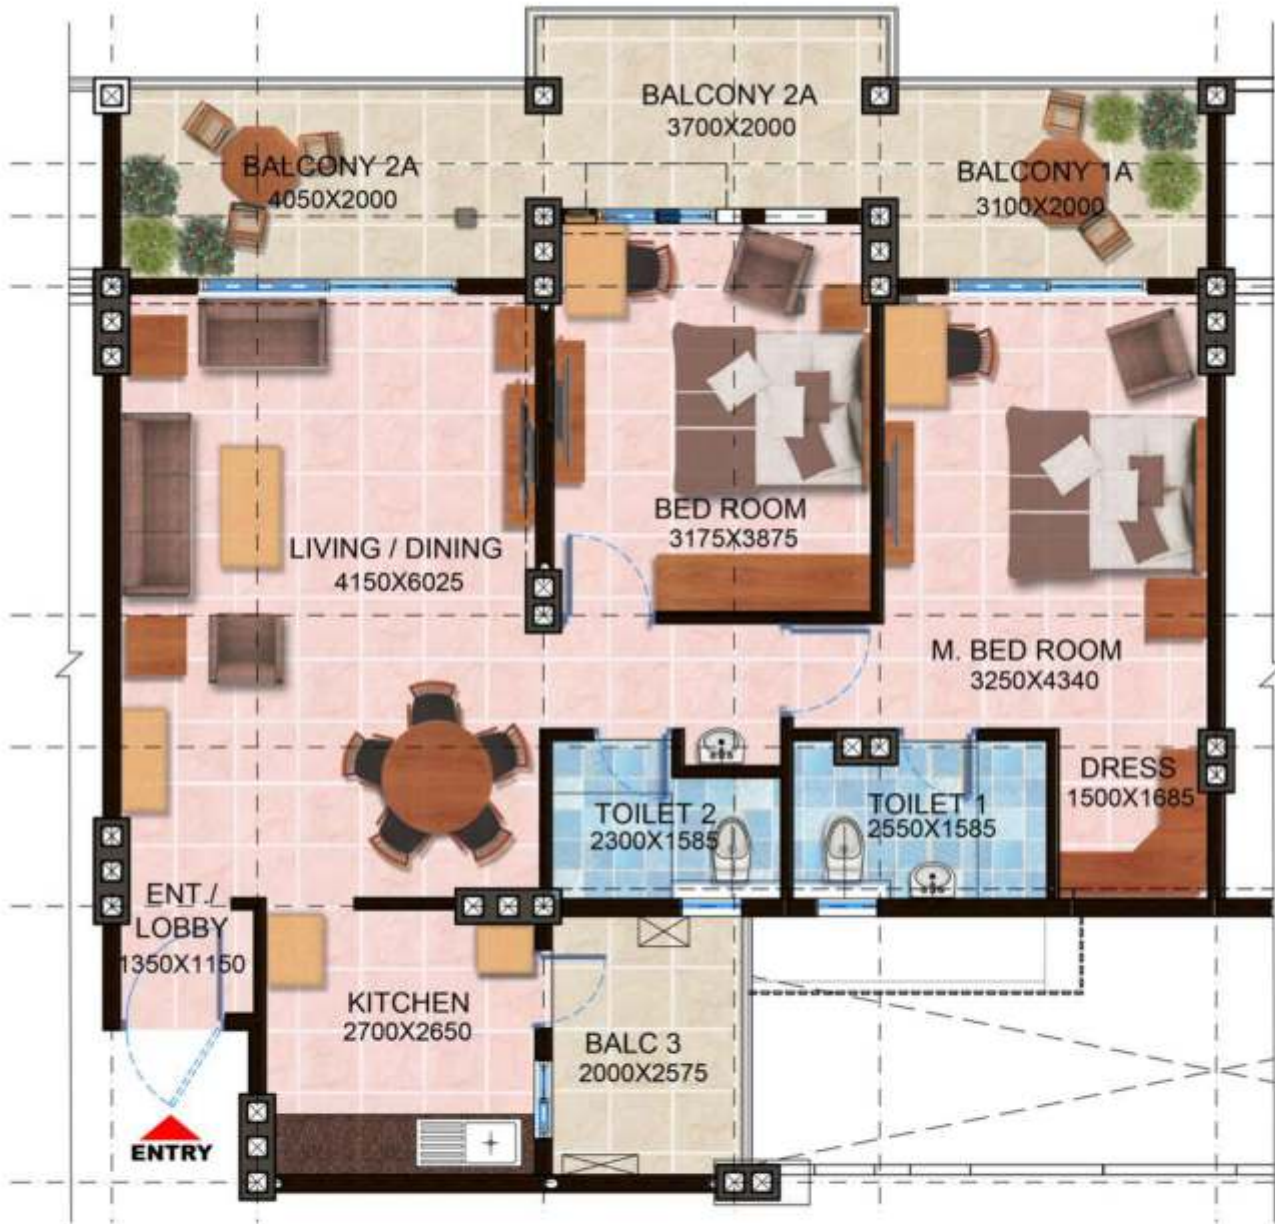 BALCONY 2A
3700X2000
BALCONY 2A
4050X2000
BALCONY 1A
3100X2000
BED ROOM
3175X3875
LIVING / DINING
4150X6025
M. BED ROOM
3250X4340
DRESS
1500X1685
TOILET 2
2300X1585
TOILET 1
2550X1585
ENT./
LOBBY
1350X1150
KITCHEN
2700X2650
BALC 3
2000X2575
ENTRY